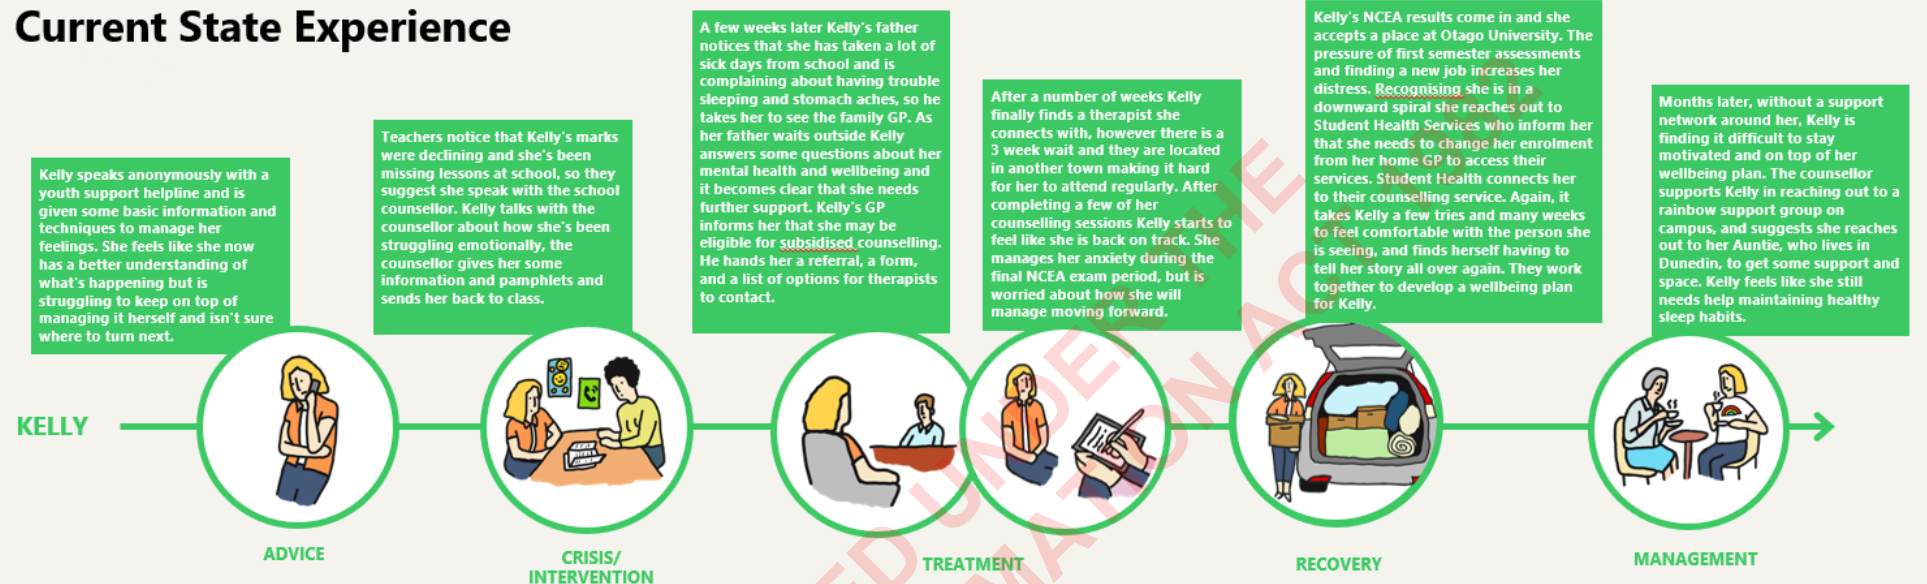 Current State Experience
Kelly speaks anonymously with a
youth support helpline and is
given some basic information and
techniques to manage her
feelings. She feels like she now
has a better understanding of
what's happening but is
struggling to keep on top of
managing it herself and isn't sure
where to turn next.
Teachers notice that Kelly's marks
were declining and she's been
missing lessons at school, so they
suggest she speak with the school
counsellor. Kelly talks with the
counsellor about how she's been
struggling emotionally, the
counsellor gives her some
information and pamphlets and
sends her back to class.
A few weeks later Kelly's father
notices that she has taken a lot of
sick days from school and is
complaining about having trouble
sleeping and stomach aches, so he
takes her to see the family GP. As
her father waits outside Kelly
answers some questions about her
mental health and wellbeing and
it becomes clear that she needs
further support. Kelly's GP
informs her that she may be
eligible for subsidised counselling.
He hands her a referral, a form,
and a list of options for therapists
to contact.
After a number of weeks Kelly
finally finds a therapist she
connects with, however there is a
3 week wait and they are located
in another town making it hard
for her to attend regularly. After
completing a few of her
counselling sessions Kelly starts to
feel like she is back on track. She
manages her anxiety during the
final NCEA exam period, but is
worried about how she will
manage moving forward.
Kelly's NCEA results come in and she
accepts a place at Otago University. The
pressure of first semester assessments
and finding a new job increases her
distress. Recognising she is in a
downward spiral she reaches out to
Student Health Services who inform her
that she needs to change her enrolment
from her home GP to access their
services. Student Health connects her
to their counselling service. Again, it
takes Kelly a few tries and many weeks
to feel comfortable with the person she
is seeing, and finds herself having to
tell her story all over again. They work
together to develop a wellbeing plan
for Kelly.
Months later, without a support
network around her, Kelly is
finding it difficult to stay
motivated and on top of her
wellbeing plan. The counsellor
supports Kelly in reaching out to a
rainbow support group on
campus, and suggests she reaches
out to her Auntie, who lives in
Dunedin, to get some support and
space. Kelly feels like she still
needs help maintaining healthy
sleep habits.
KELLY
ADVICE
CRISIS/
INTERVENTION
TREATMENT
RECOVERY
MANAGEMENT
UNDER THE
ACT 1982